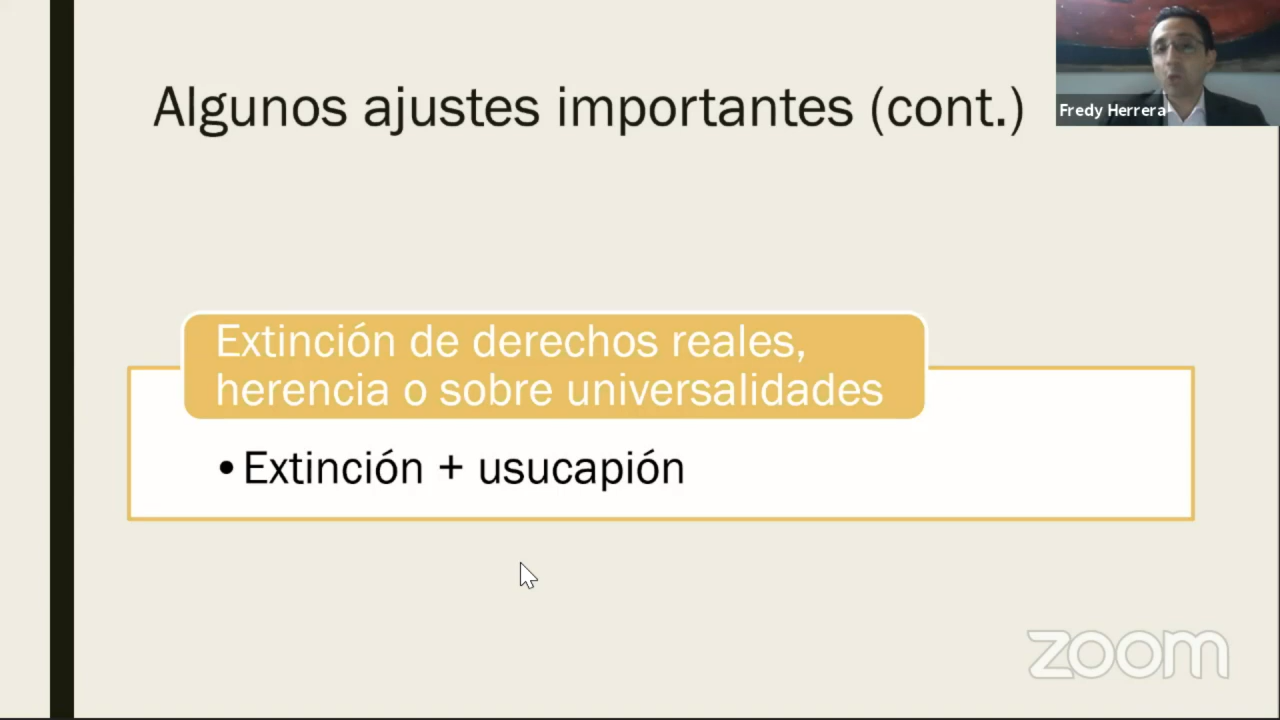 Algunos ajustes importantes (cont.)
Fredy Herrera
Extinción de derechos reales,
herencia o sobre universalidades
•Extinción + usucapión
zoom